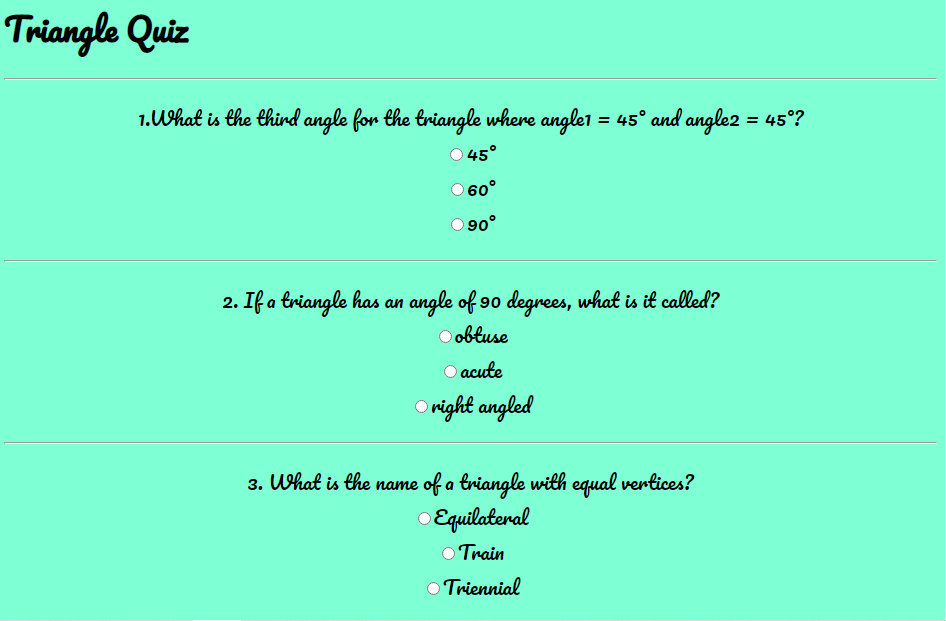 Triangle Quiz
1.What is the third angle for the triangle where angle1 = 45° and angle2 = 45°?
45°
60°
90°
2. If a triangle has an angle of 90 degrees, what is it called?
obtuse
acute
right angled
3. What is the name of a triangle with equal vertices?
Equilateral
Train
Triennial